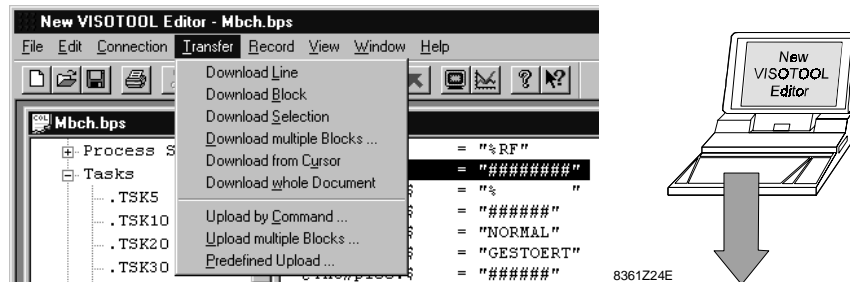 New VISOTOOL Editor - Mbch.bps
File Edit Connection Transfer Record View Window Help
Download Line
Download Block
Download Selection
Download multiple Blocks ...
Download from Cursor
Download whole Document
Upload by Command ...
Upload multiple Blocks ...
Predefined Upload ...
Mbch.bps
Process S
Tasks
.TSK5
.TSK10
.TSK20
.TSK30
= "%RF"
= "########"
= "% "
= "######"
= "NORMAL"
= "GESTOERT"
= "######"
New
VISOTOOL
Editor
8361Z24E